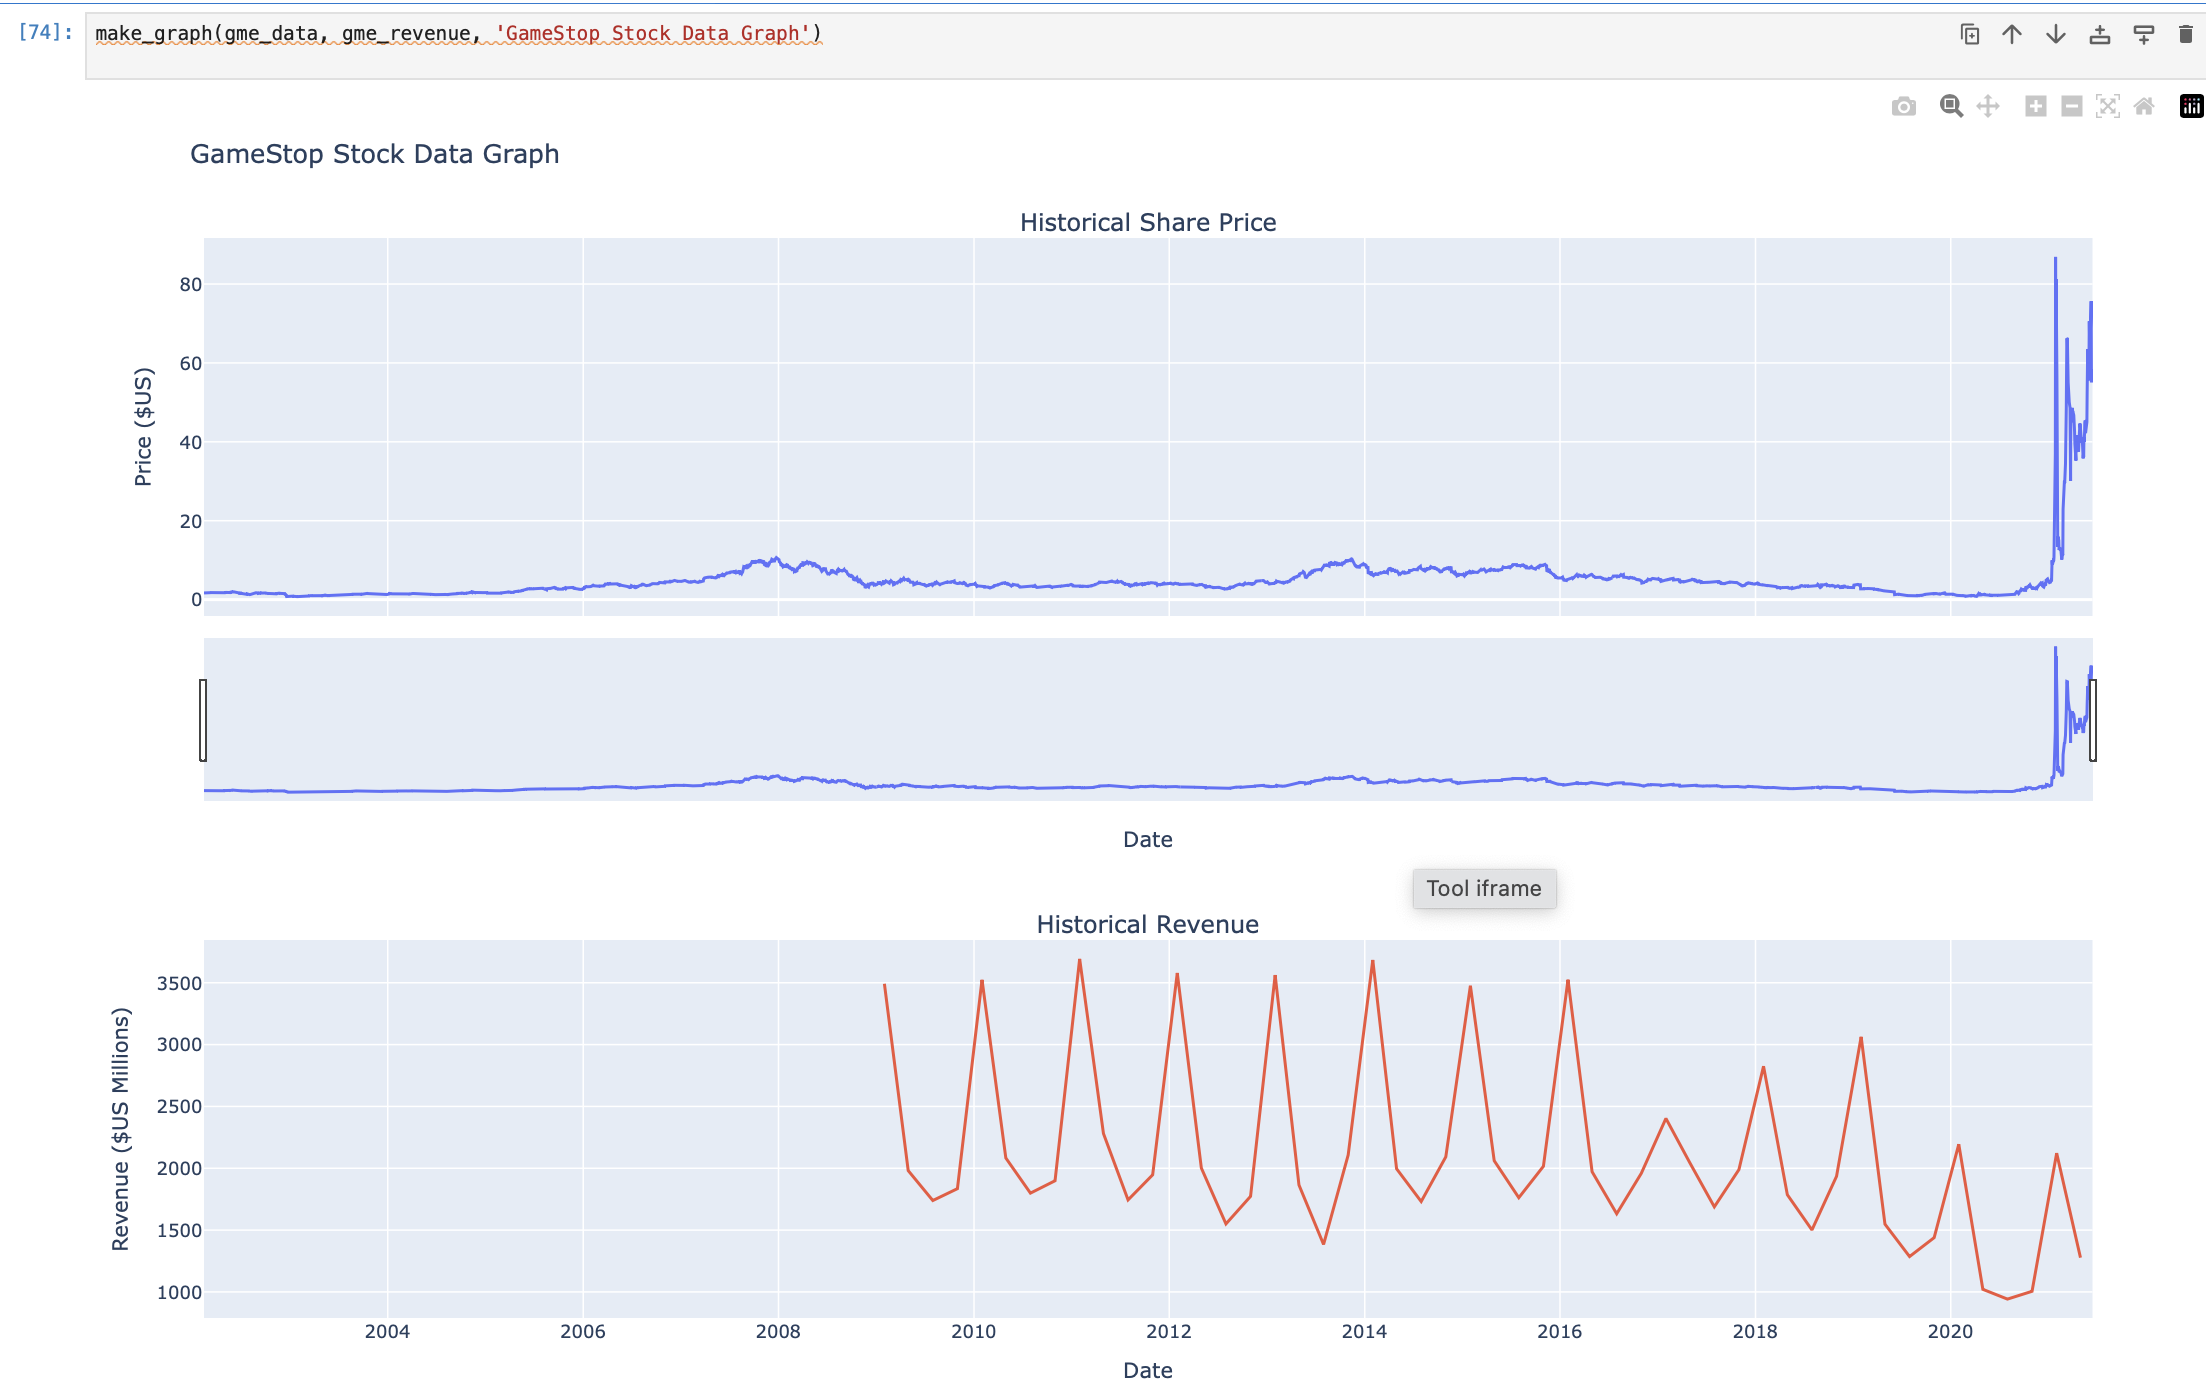 [74]: make_graph(gme_data, gme_revenue, 'GameStop Stock Data Graph')
GameStop Stock Data Graph
Historical Share Price
80
60
40
20
0
Price ($US)
Date
Tool iframe
Historical Revenue
3500
3000
2500
2000
1500
1000
Revenue ($US Millions)
2004 2006 2008 2010 2012 2014 2016 2018 2020
Date